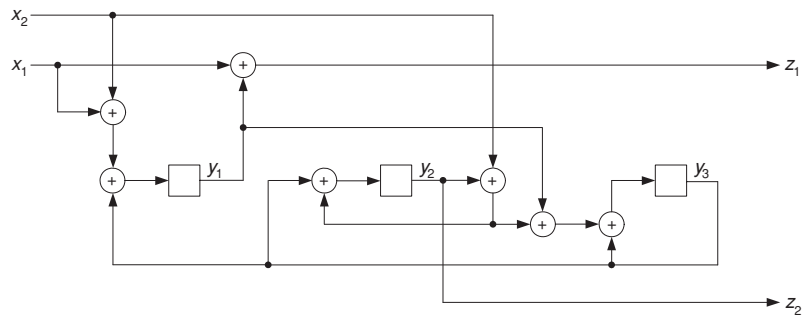 x₂
x₁ + z₁
+
+ y₁ + y₂ + y₃
+ +
z₂